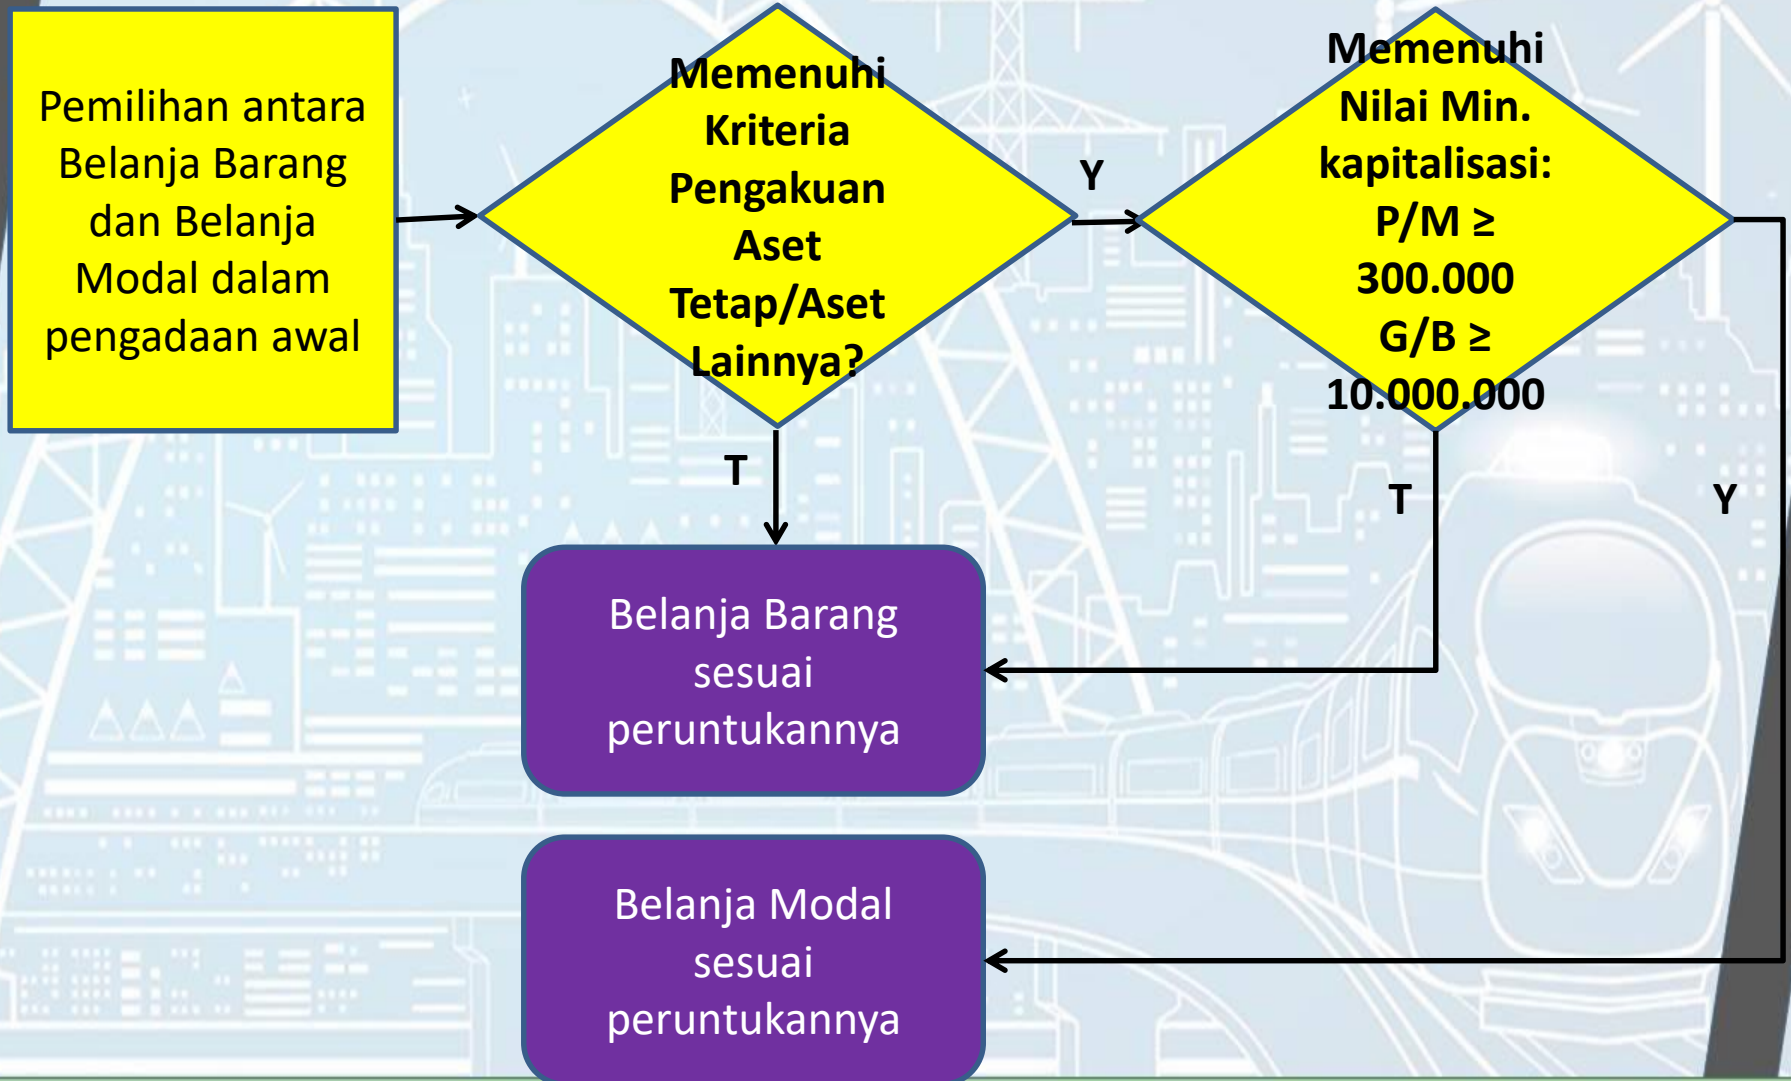 Pemilihan antara
Belanja Barang
dan Belanja
Modal dalam
pengadaan awal
Memenuhi
Kriteria
Pengakuan
Aset
Tetap/Aset
Lainnya?
Y
Memenuhi
Nilai Min.
kapitalisasi:
P/M ≥
300.000
G/B ≥
10.000.000
T
T
Y
Belanja Barang
sesuai
peruntukannya
Belanja Modal
sesuai
peruntukannya